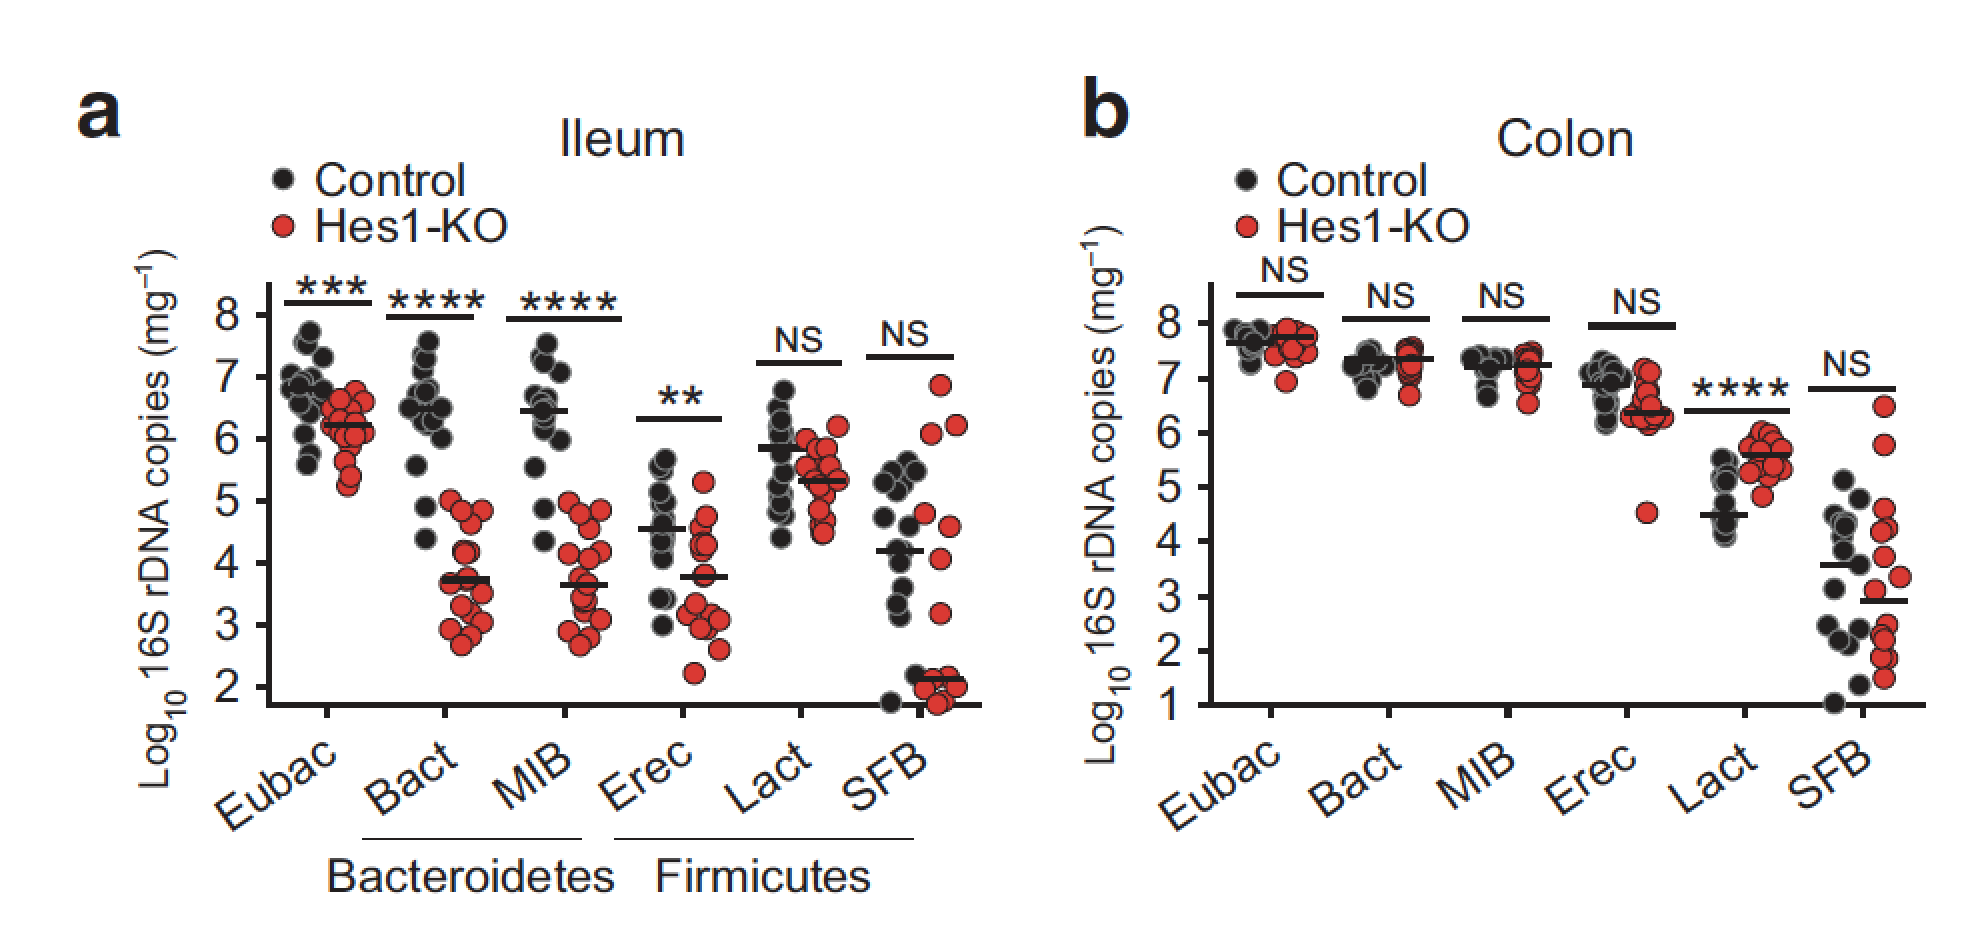 a
Ileum
Control
Hes1-KO
Log10 16S rDNA copies (mg–1)
8
7
6
5
4
3
2
***
****
****
**
NS
NS
Eubac
Bact
MIB
Erec
Lact
SFB
Bacteroidetes
Firmicutes
b
Colon
Control
Hes1-KO
Log10 16S rDNA copies (mg–1)
8
7
6
5
4
3
2
1
NS
NS
NS
NS
****
NS
Eubac
Bact
MIB
Erec
Lact
SFB